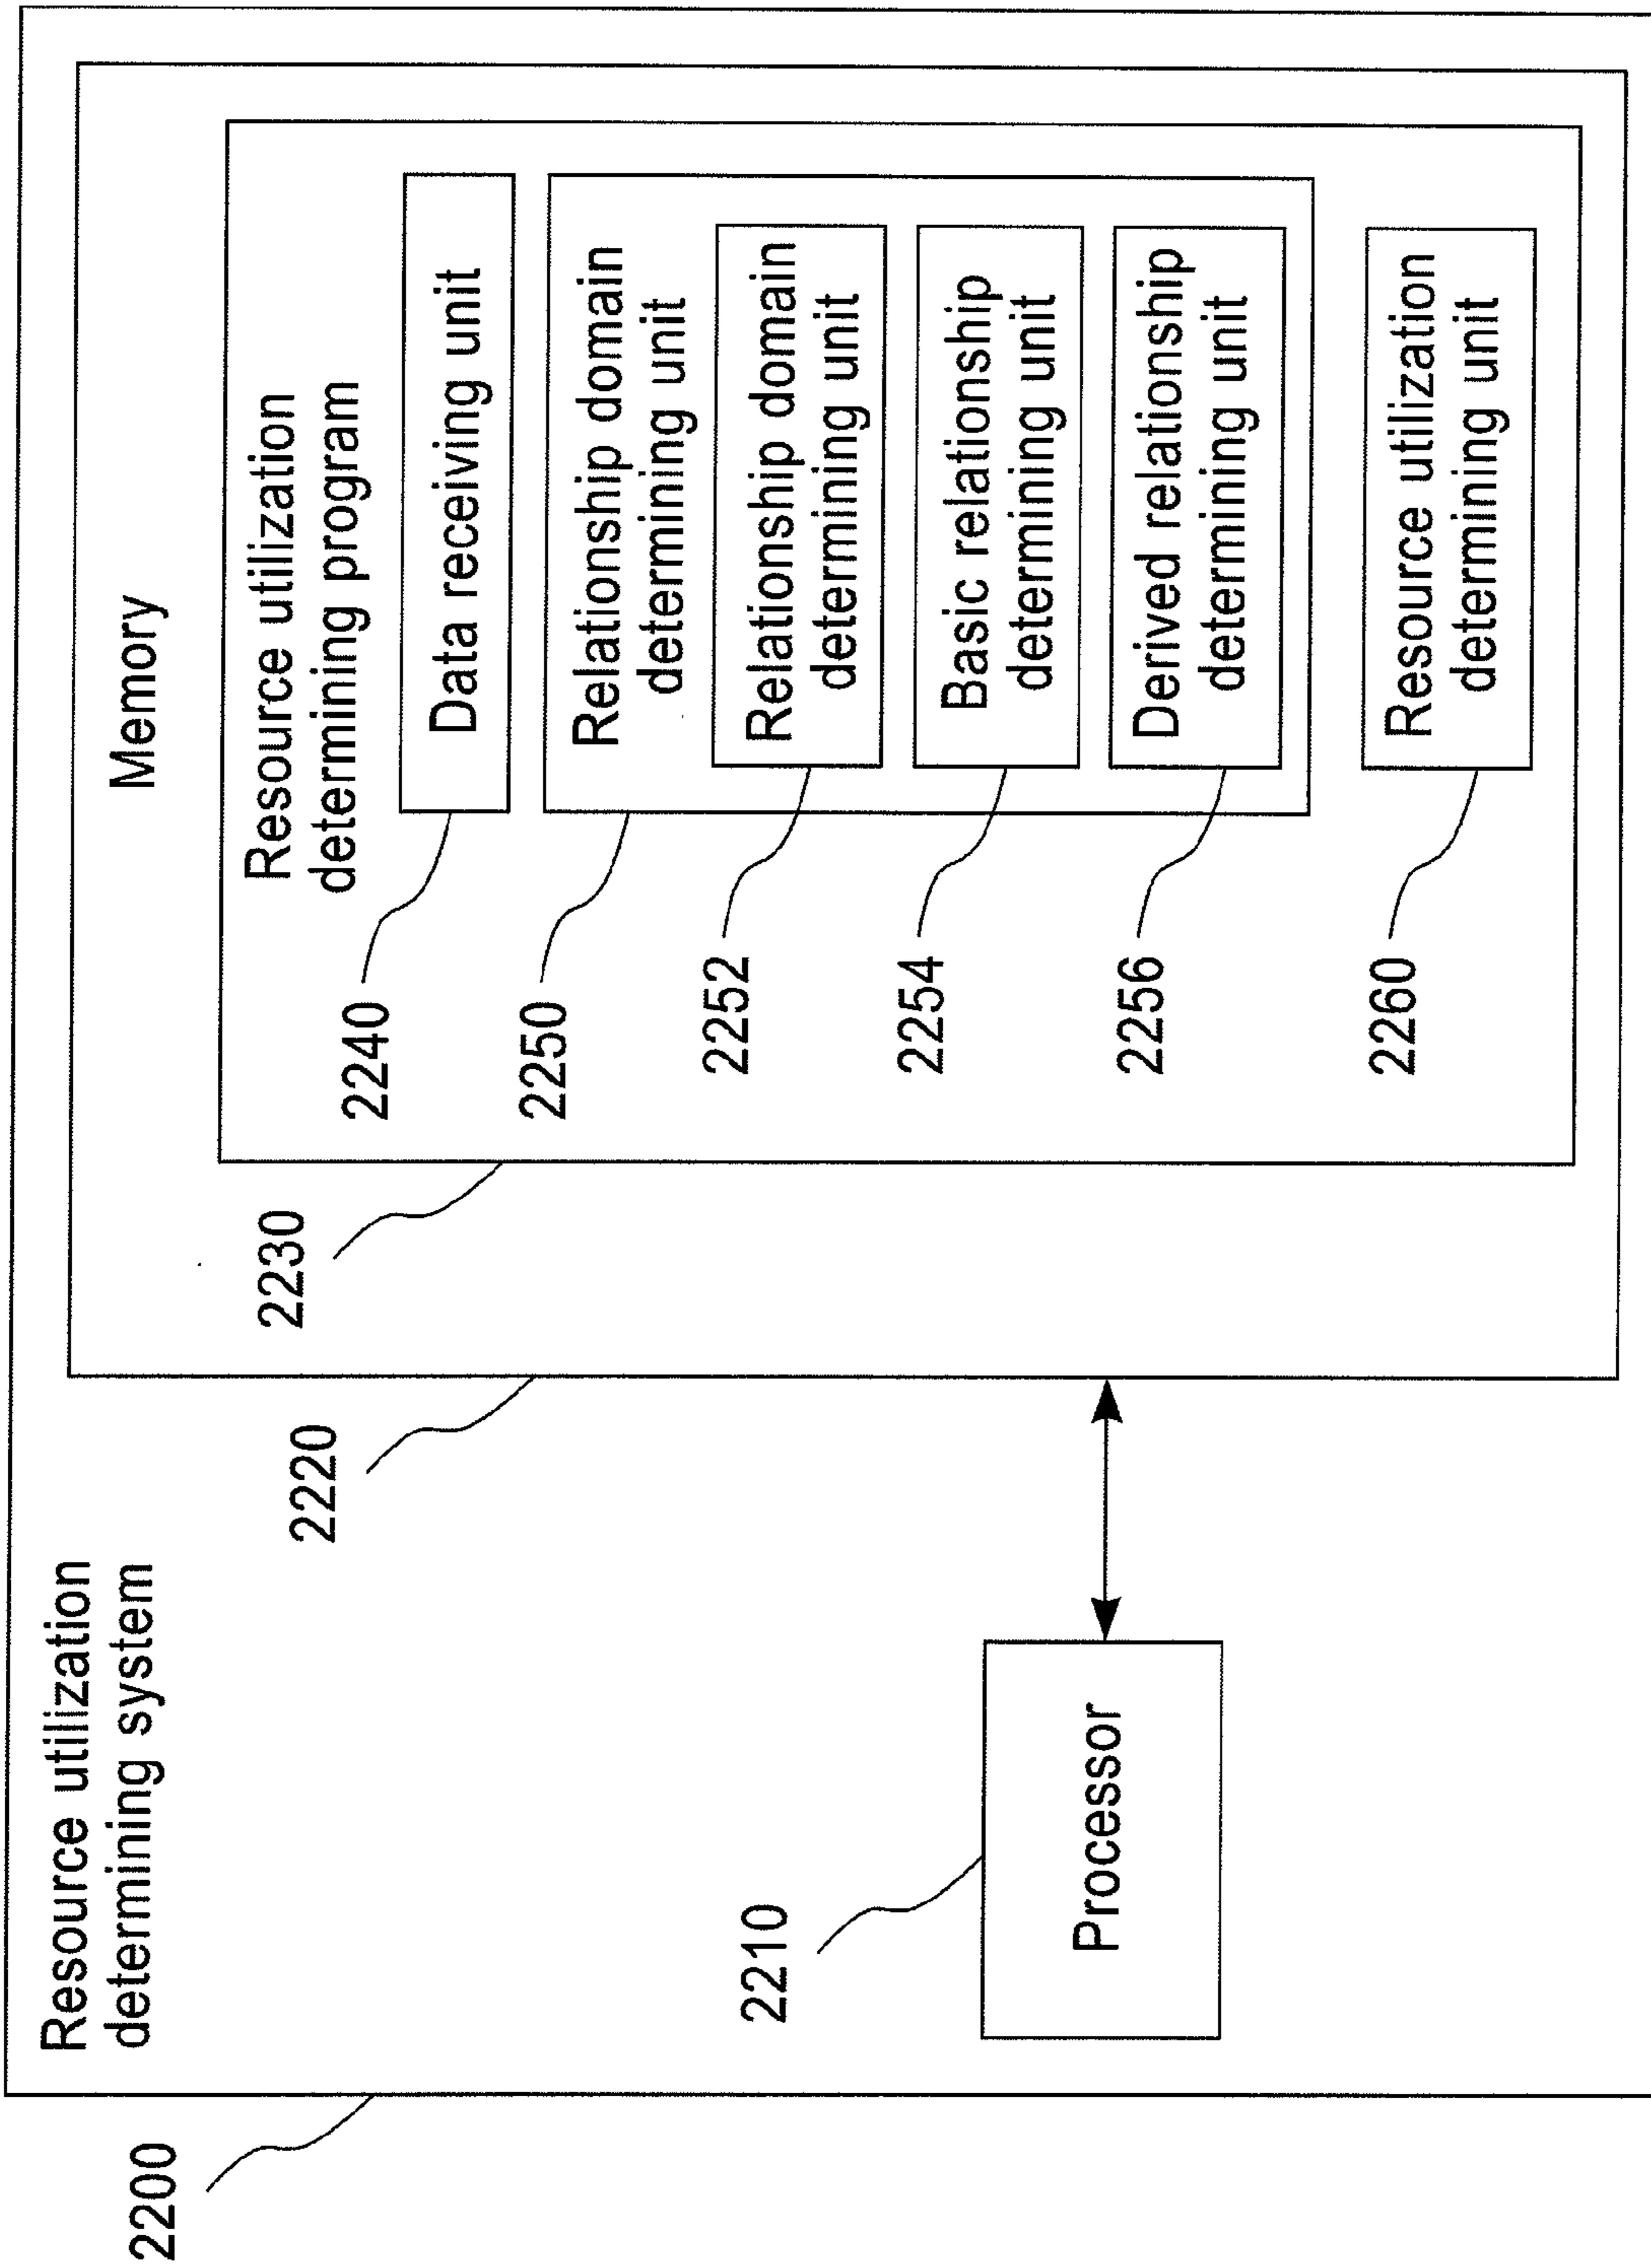 2200
Resource utilization
determining system
2210
Processor
2220
Memory
2230
Resource utilization
determining program
2240
Data receiving unit
2250
Relationship domain
determining unit
2252
Relationship domain
determining unit
2254
Basic relationship
determining unit
2256
Derived relationship
determining unit
2260
Resource utilization
determining unit